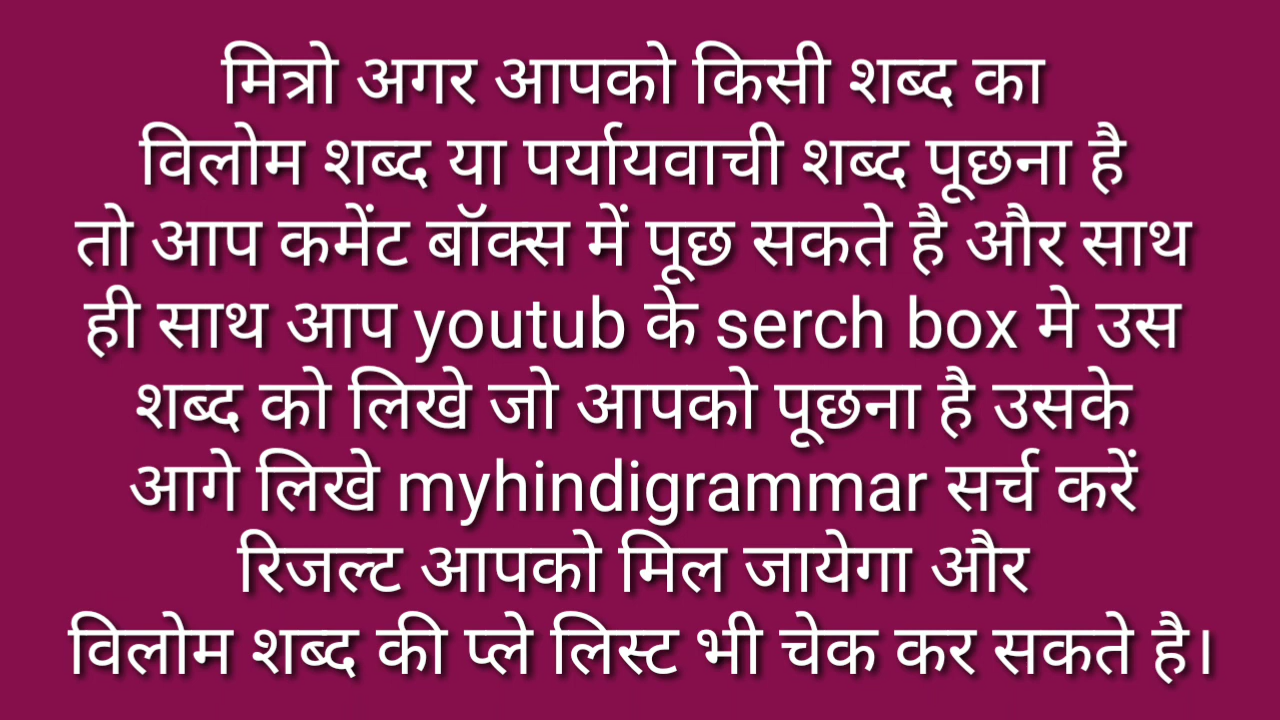 मित्रो अगर आपको किसी शब्द का
विलोम शब्द या पर्यायवाची शब्द पूछना है
तो आप कमेंट बॉक्स में पूछ सकते है और साथ
ही साथ आप youtub के serch box मे उस
शब्द को लिखे जो आपको पूछना है उसके
आगे लिखे myhindigrammar सर्च करें
रिजल्ट आपको मिल जायेगा और
विलोम शब्द की प्ले लिस्ट भी चेक कर सकते है।